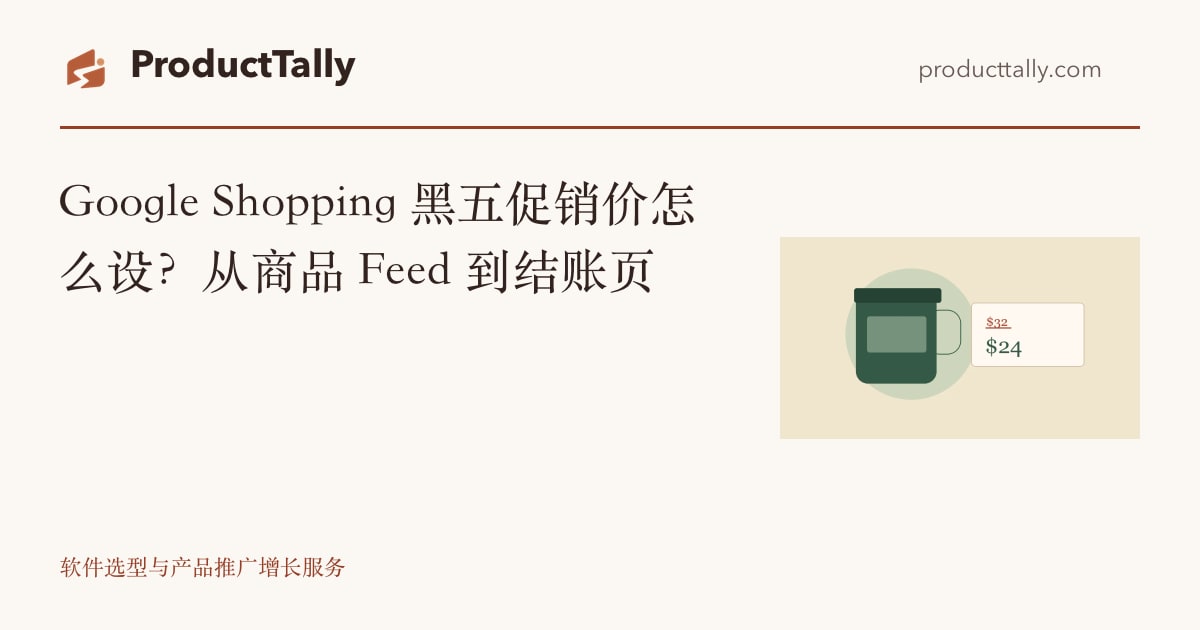 ProductTally
producttally.com
Google Shopping 黑五促销价怎
么设？从商品 Feed 到结账页
$32
$24
软件选型与产品推广增长服务